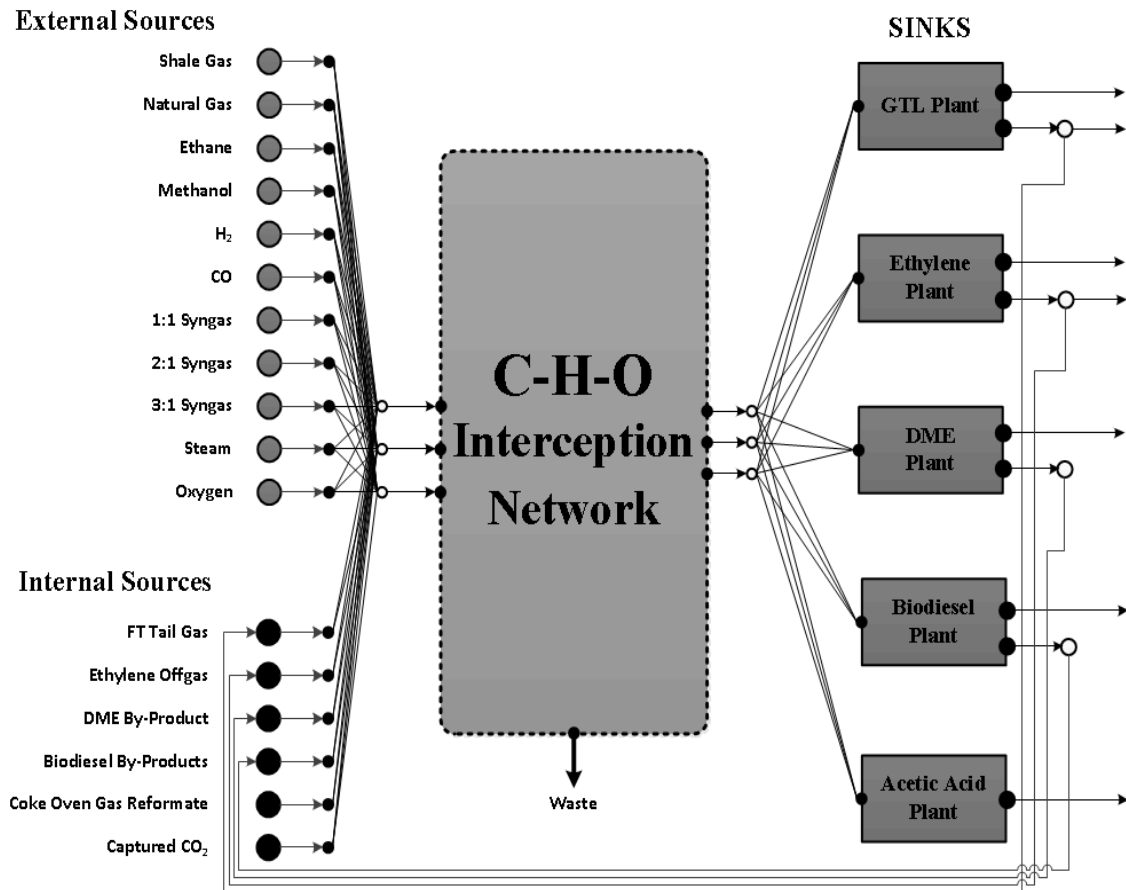 External Sources
Shale Gas
Natural Gas
Ethane
Methanol
H₂
CO
1:1 Syngas
2:1 Syngas
3:1 Syngas
Steam
Oxygen
Internal Sources
FT Tail Gas
Ethylene Offgas
DME By-Product
Biodiesel By-Products
Coke Oven Gas Reformate
Captured CO₂
C-H-O
Interception
Network
Waste
SINKS
GTL Plant
Ethylene
Plant
DME
Plant
Biodiesel
Plant
Acetic Acid
Plant